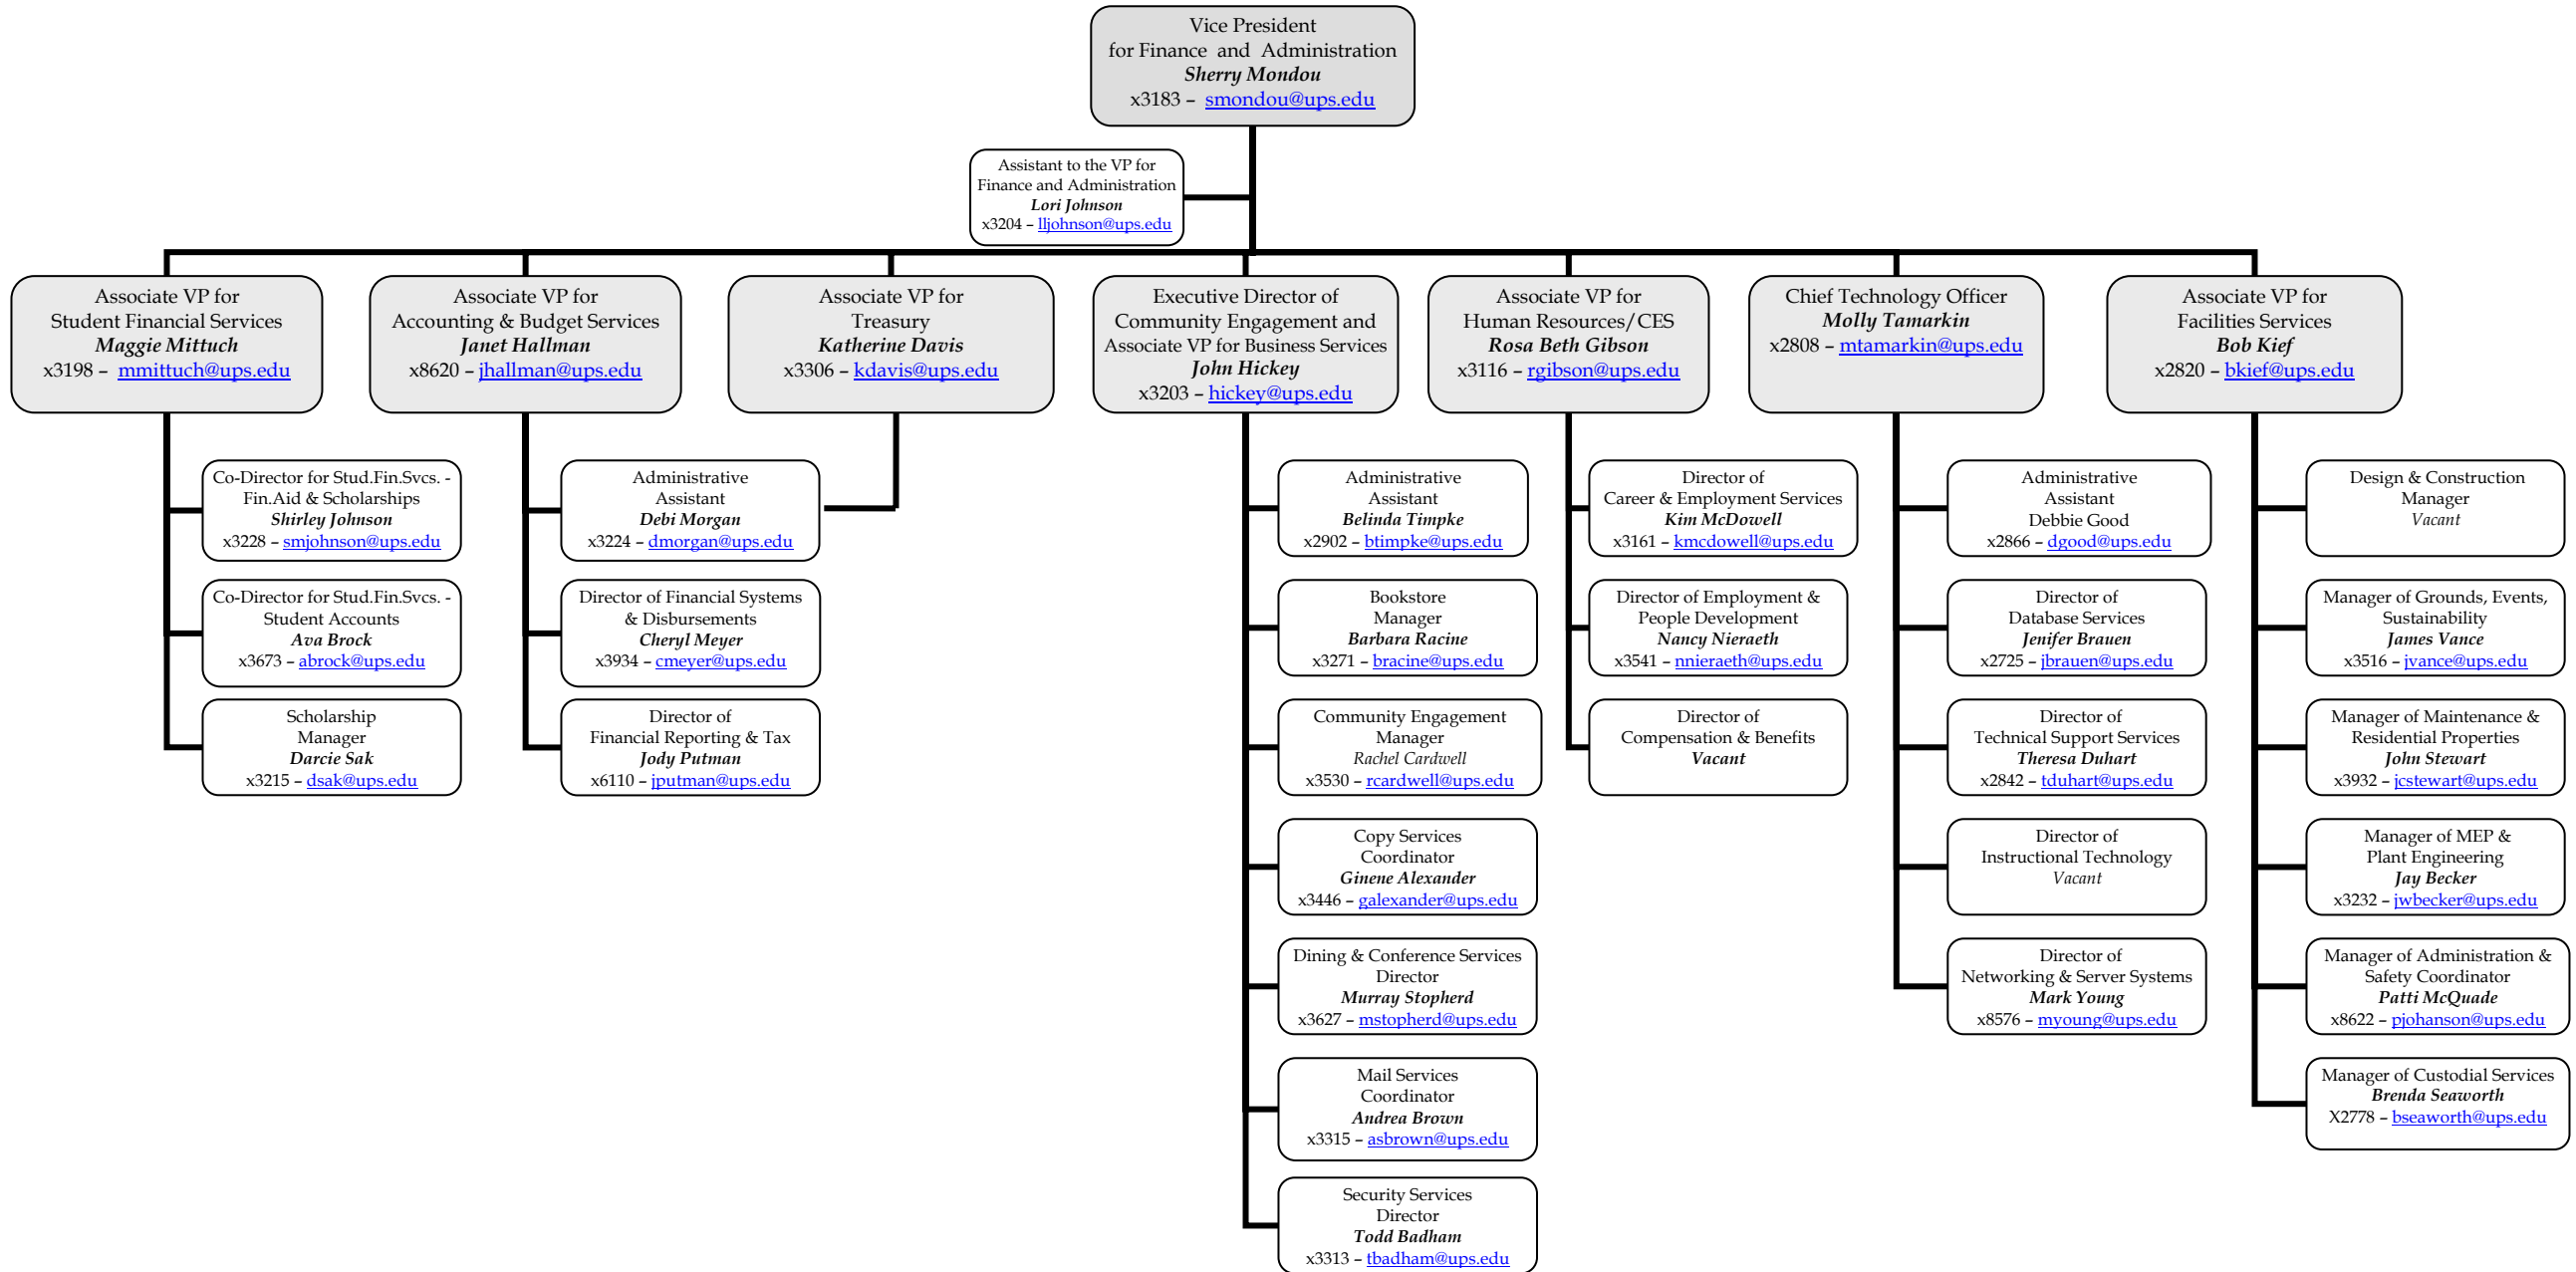 Vice President
for Finance and Administration
Sherry Mondou
x3183 – smondou@ups.edu
Assistant to the VP for
Finance and Administration
Lori Johnson
x3204 – lljohnson@ups.edu
Associate VP for
Student Financial Services
Maggie Mittuch
x3198 – mmittuch@ups.edu
Associate VP for
Accounting & Budget Services
Janet Hallman
x8620 – jhallman@ups.edu
Associate VP for
Treasury
Katherine Davis
x3306 – kdavis@ups.edu
Executive Director of
Community Engagement and
Associate VP for Business Services
John Hickey
x3203 – hickey@ups.edu
Associate VP for
Human Resources/CES
Rosa Beth Gibson
x3116 – rgibson@ups.edu
Chief Technology Officer
Molly Tamarkin
x2808 – mtamarkin@ups.edu
Associate VP for
Facilities Services
Bob Kief
x2820 – bkief@ups.edu
Co-Director for Stud.Fin.Svcs. -
Fin.Aid & Scholarships
Shirley Johnson
x3228 – smjohnson@ups.edu
Co-Director for Stud.Fin.Svcs. -
Student Accounts
Ava Brock
x3673 – abrock@ups.edu
Scholarship
Manager
Darcie Sak
x3215 – dsak@ups.edu
Administrative
Assistant
Debi Morgan
x3224 – dmorgan@ups.edu
Director of Financial Systems
& Disbursements
Cheryl Meyer
x3934 – cmeyer@ups.edu
Director of
Financial Reporting & Tax
Jody Putman
x6110 – jputman@ups.edu
Administrative
Assistant
Belinda Timpke
x2902 – btimpke@ups.edu
Bookstore
Manager
Barbara Racine
x3271 – bracine@ups.edu
Community Engagement
Manager
Rachel Cardwell
x3530 – rcardwell@ups.edu
Copy Services
Coordinator
Ginene Alexander
x3446 – galexander@ups.edu
Dining & Conference Services
Director
Murray Stopherd
x3627 – mstopherd@ups.edu
Mail Services
Coordinator
Andrea Brown
x3315 – asbrown@ups.edu
Security Services
Director
Todd Badham
x3313 – tbadham@ups.edu
Director of
Career & Employment Services
Kim McDowell
x3161 – kmcdowell@ups.edu
Director of Employment &
People Development
Nancy Nieraeth
x3541 – nnieraeth@ups.edu
Director of
Compensation & Benefits
Vacant
Administrative
Assistant
Debbie Good
x2866 – dgood@ups.edu
Director of
Database Services
Jenifer Brauen
x2725 – jbrauen@ups.edu
Director of
Technical Support Services
Theresa Duhart
x2842 – tduhart@ups.edu
Director of
Instructional Technology
Vacant
Director of
Networking & Server Systems
Mark Young
x8576 – myoung@ups.edu
Design & Construction
Manager
Vacant
Manager of Grounds, Events,
Sustainability
James Vance
x3516 – jvance@ups.edu
Manager of Maintenance &
Residential Properties
John Stewart
x3932 – jcstewart@ups.edu
Manager of MEP &
Plant Engineering
Jay Becker
x3232 – jwbecker@ups.edu
Manager of Administration &
Safety Coordinator
Patti McQuade
x8622 – pjohanson@ups.edu
Manager of Custodial Services
Brenda Seaworth
X2778 – bseaworth@ups.edu